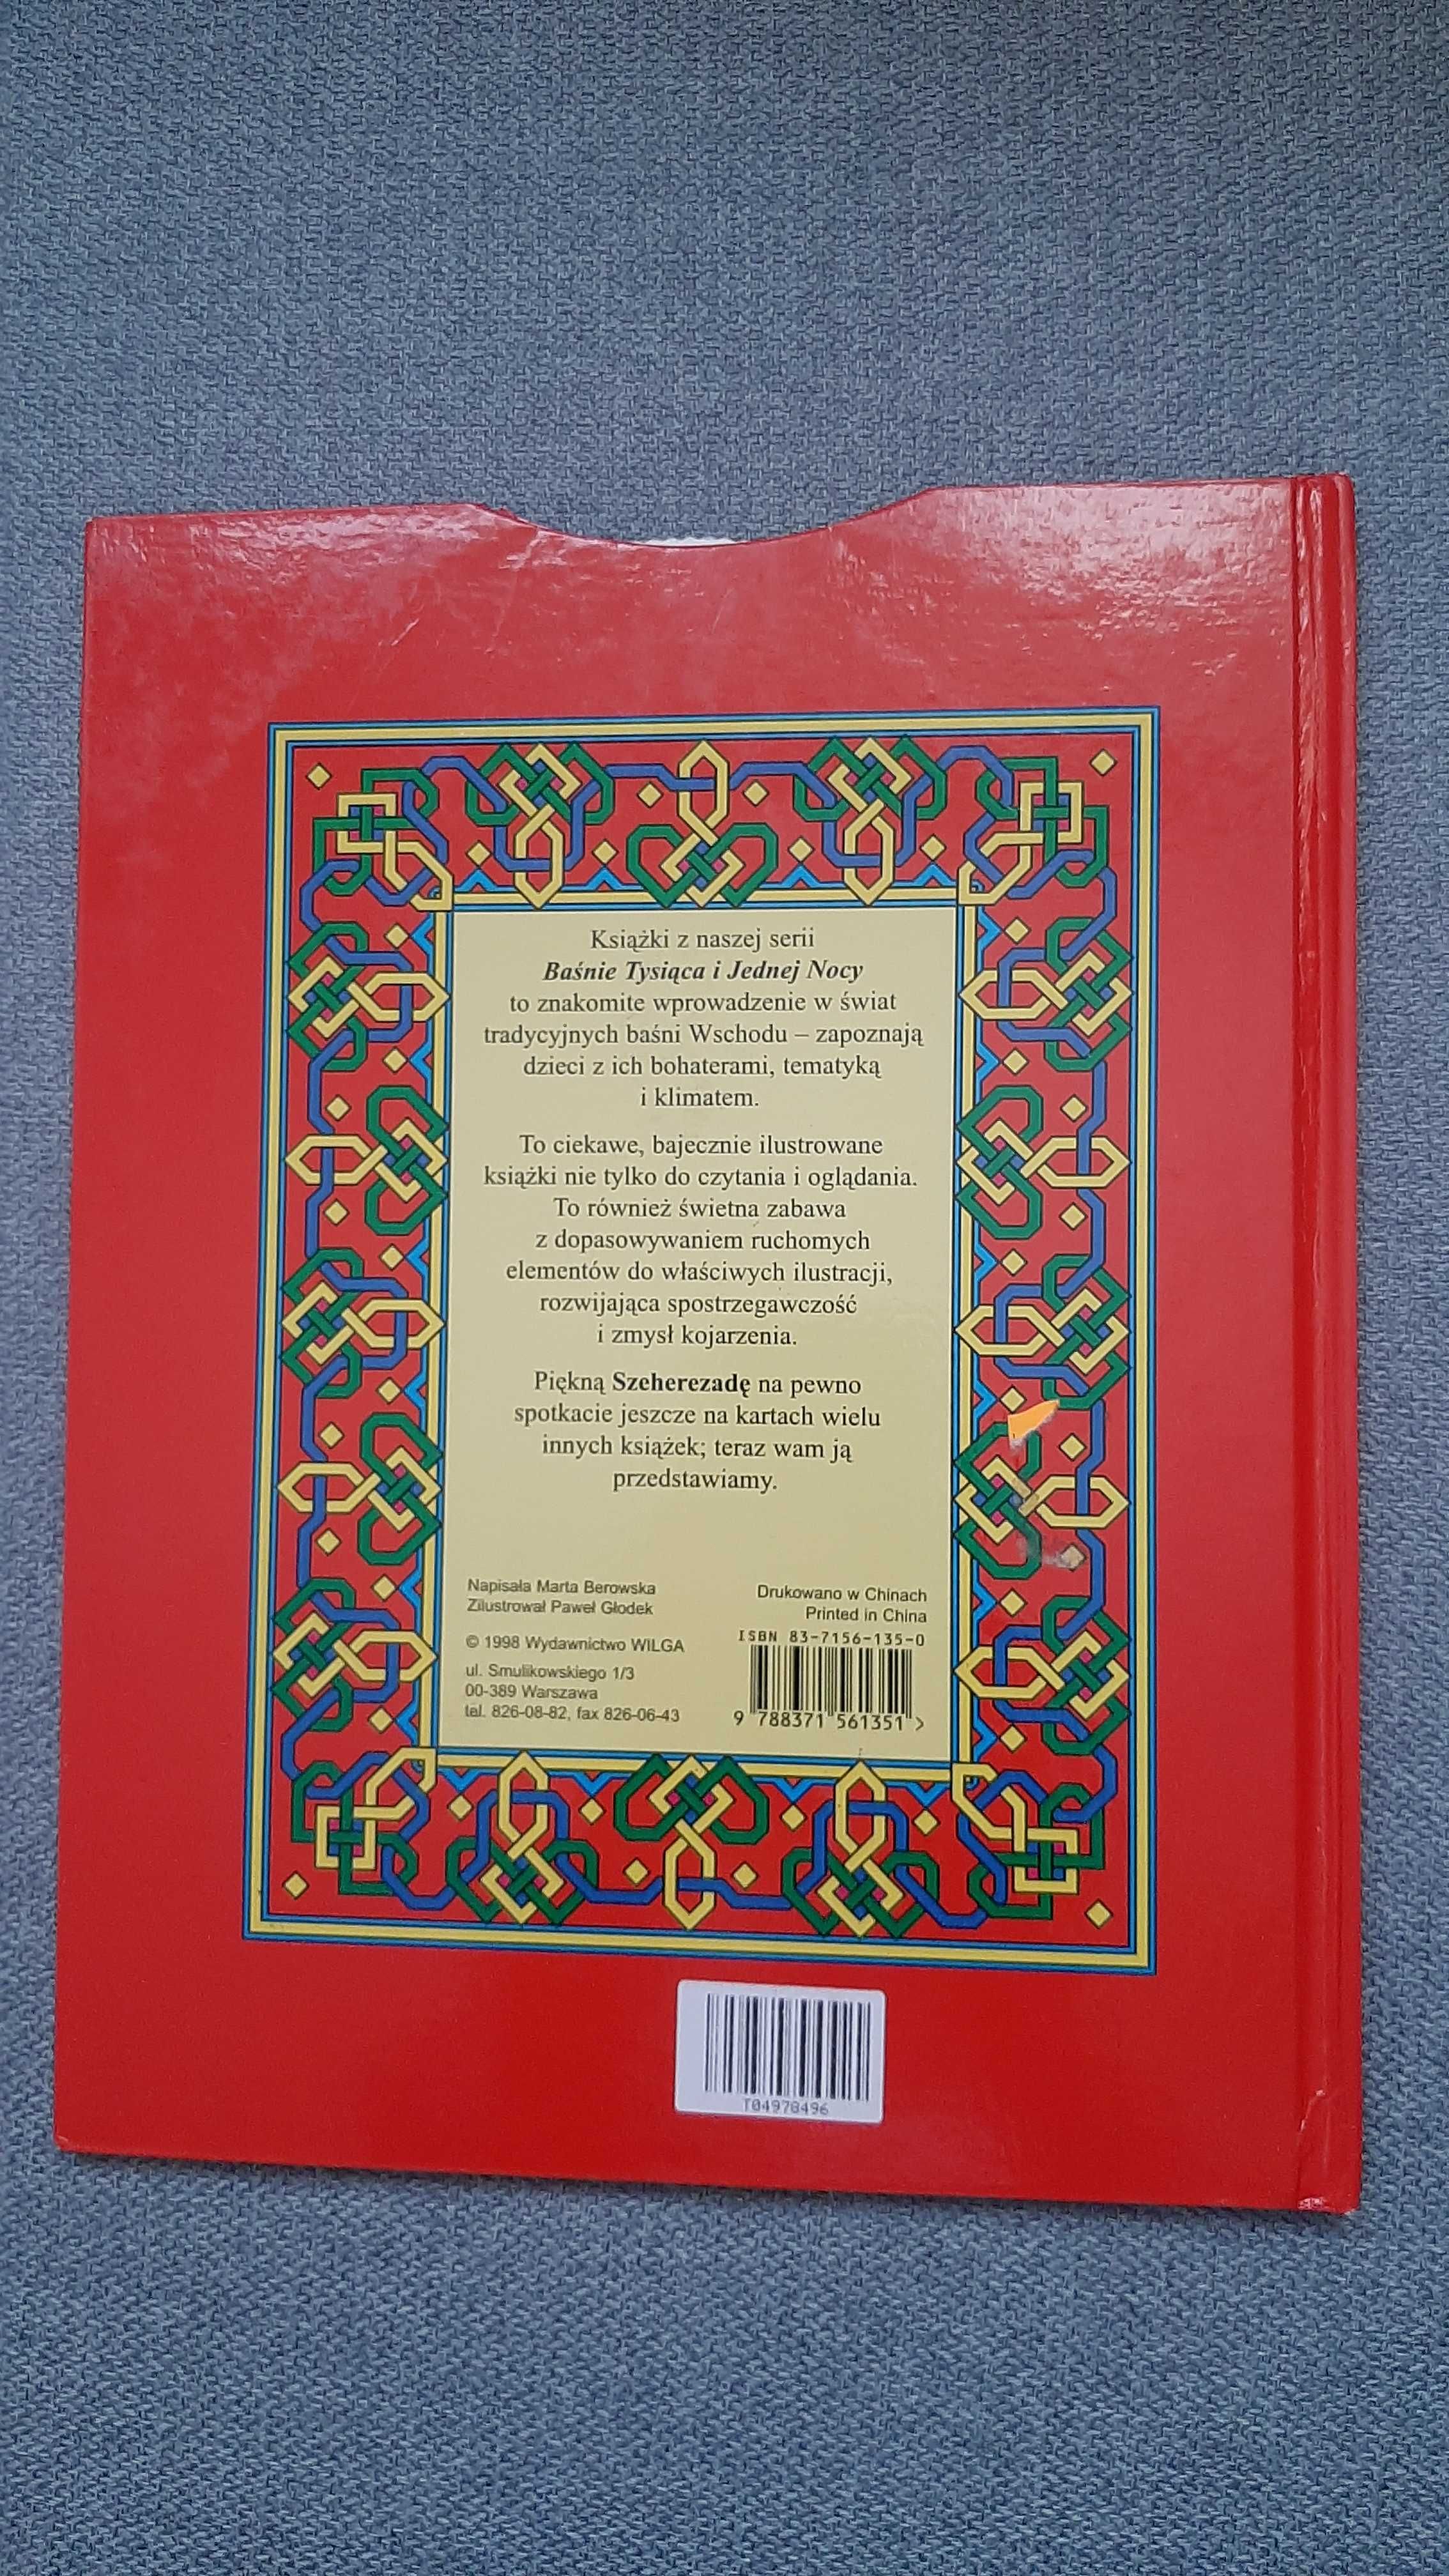 Książki z naszej serii
Baśnie Tysiąca i Jednej Nocy
to znakomite wprowadzenie w świat
tradycyjnych baśni Wschodu – zapoznają
dzieci z ich bohaterami, tematyką
i klimatem.
To ciekawe, bajecznie ilustrowane
książki nie tylko do czytania i oglądania.
To również świetna zabawa
z dopasowywaniem ruchomych
elementów do właściwych ilustracji,
rozwijająca spostrzegawczość
i zmysł kojarzenia.
Piękną Szeherezadę na pewno
spotkacie jeszcze na kartach wielu
innych książek; teraz wam ją
przedstawiamy.
Napisała Marta Berowska
Zilustrował Paweł Głodek
© 1998 Wydawnictwo WILGA
ul. Smulikowskiego 1/3
00-389 Warszawa
tel. 826-08-82, fax 826-06-43
Drukowano w Chinach
Printed in China
ISBN 83-7156-135-0
9 788371 561351 >
T04978496